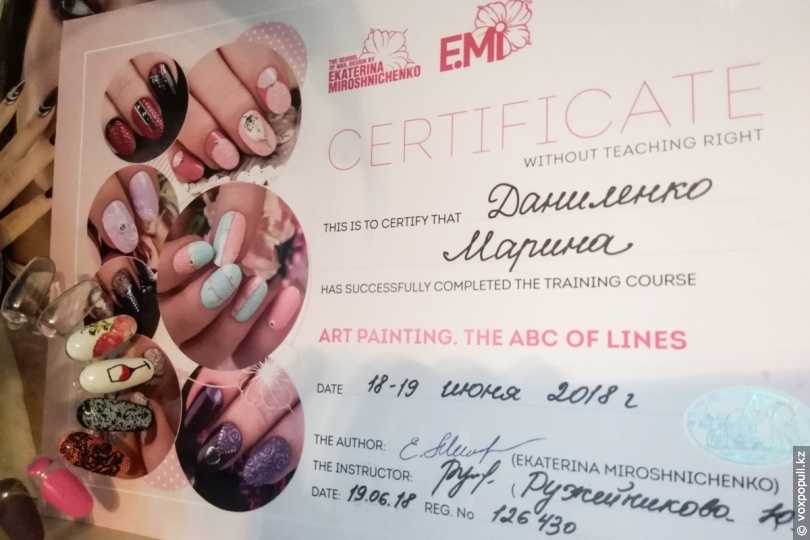 THE SCHOOL
OF NAIL DESIGN BY
EKATERINA
MIROSHNICHENKO
E.Mi
CERTIFICATE
WITHOUT TEACHING RIGHT
THIS IS TO CERTIFY THAT Даниленко
Марина
HAS SUCCESSFULLY COMPLETED THE TRAINING COURSE
ART PAINTING. THE ABC OF LINES
DATE 18-19 июня 2018 г
THE AUTHOR: (EKATERINA MIROSHNICHENKO)
THE INSTRUCTOR: (Ружейникова Ю.
DATE: 19.06.18 REG. No 126430
© voxpopuli.kz